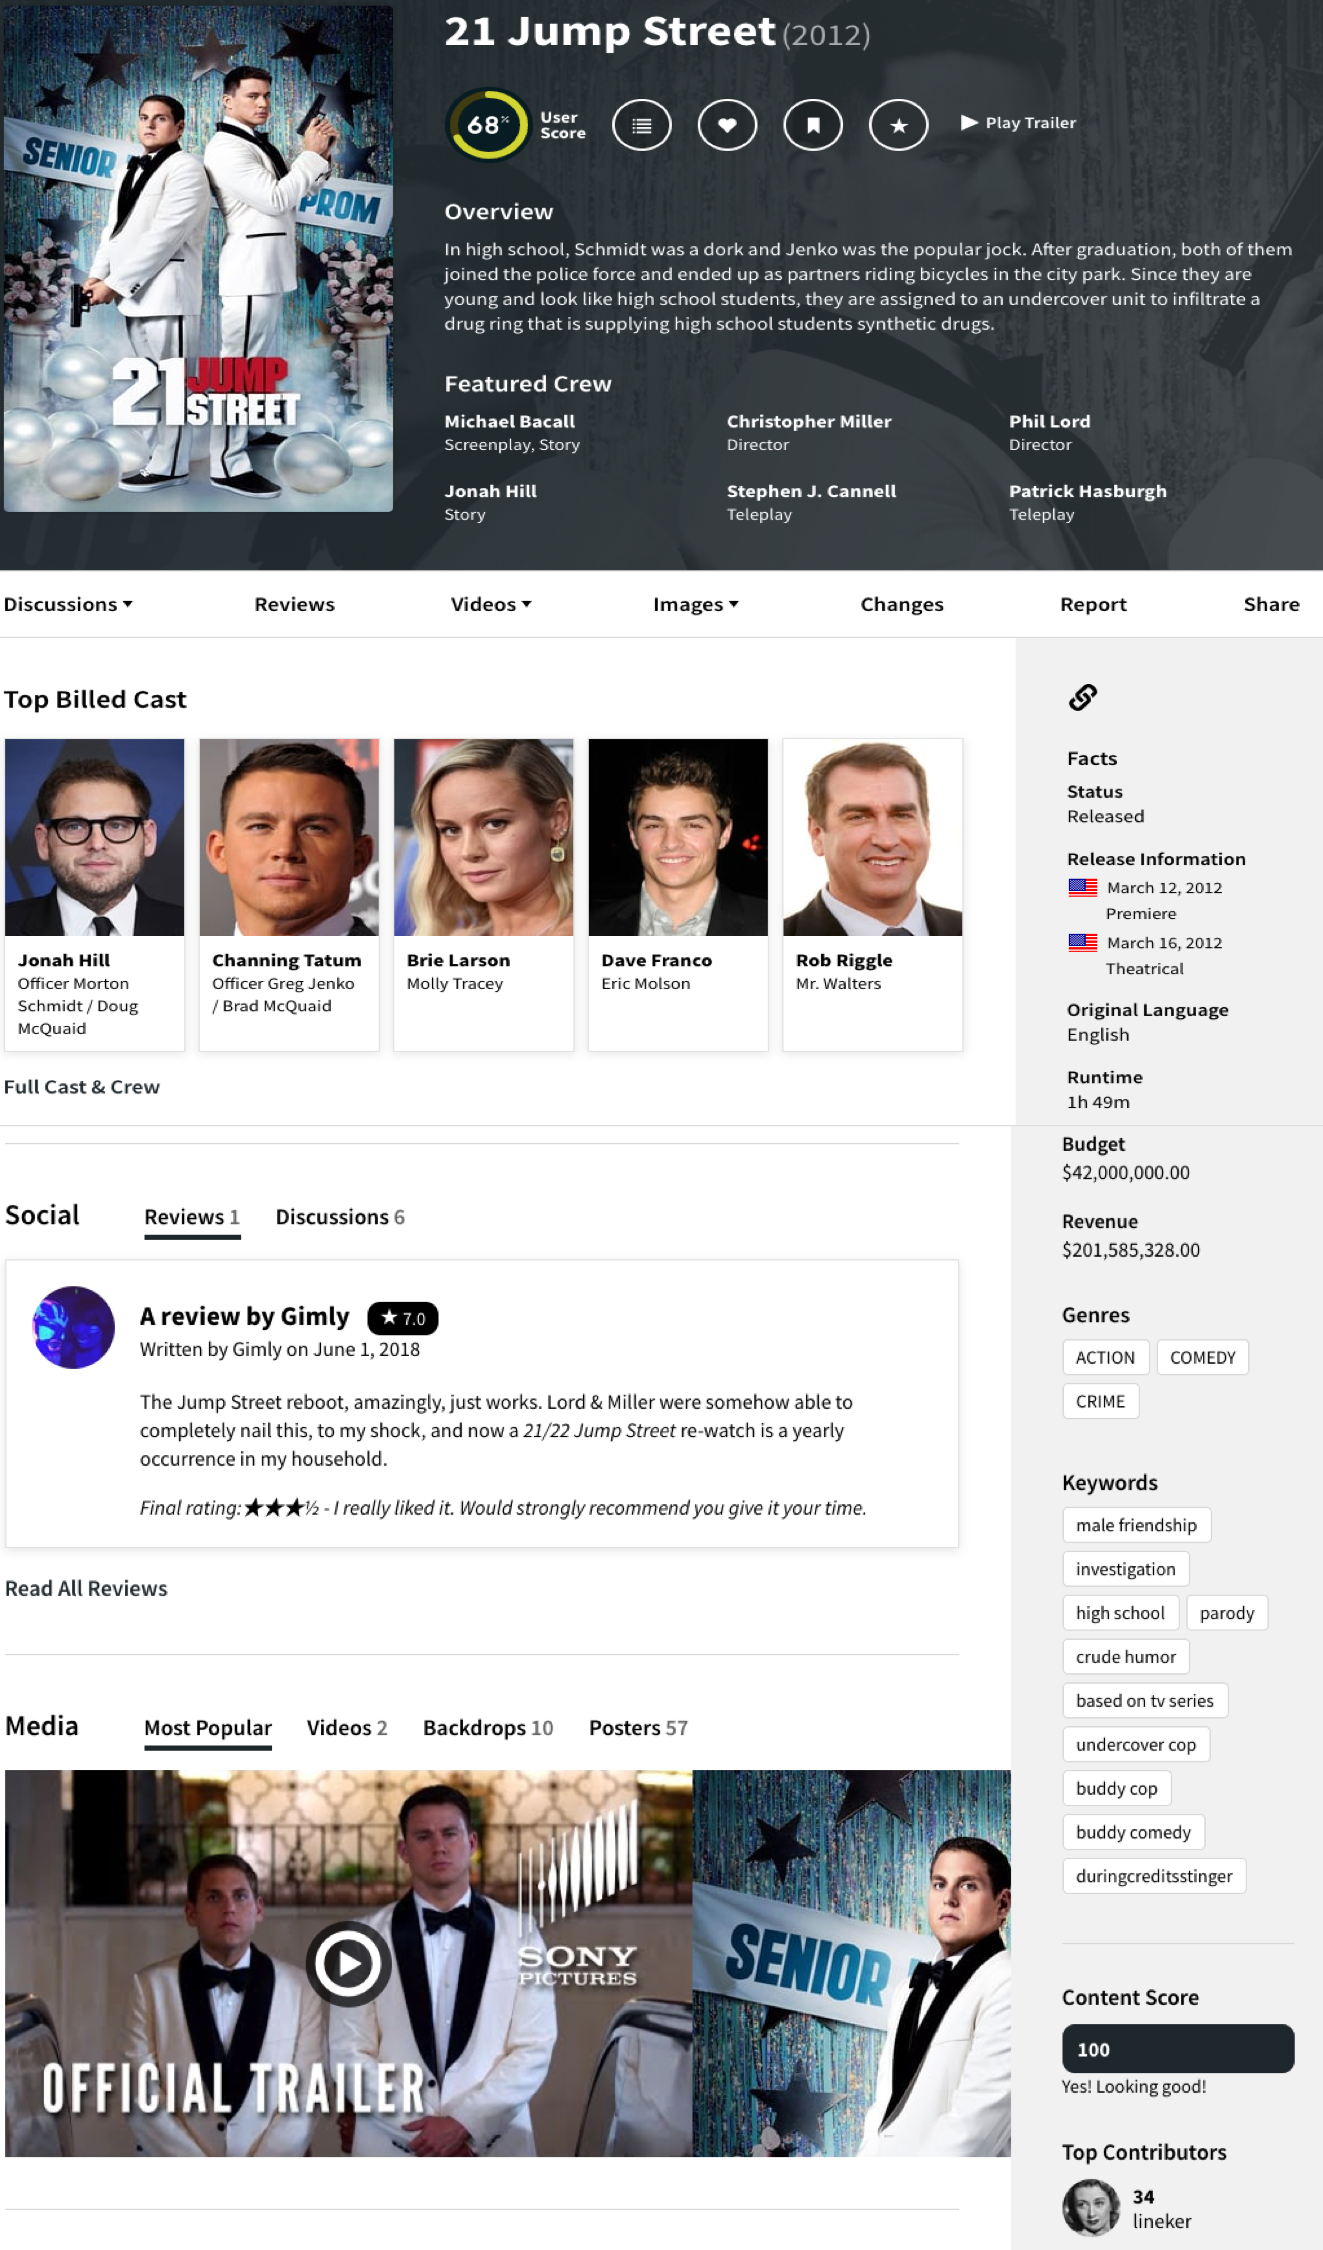 21 Jump Street (2012)
68%
User
Score
Play Trailer
Overview
In high school, Schmidt was a dork and Jenko was the popular jock. After graduation, both of them
joined the police force and ended up as partners riding bicycles in the city park. Since they are
young and look like high school students, they are assigned to an undercover unit to infiltrate a
drug ring that is supplying high school students synthetic drugs.
Featured Crew
Michael Bacall
Screenplay, Story
Christopher Miller
Director
Phil Lord
Director
Jonah Hill
Story
Stephen J. Cannell
Teleplay
Patrick Hasburgh
Teleplay
SENIOR
PROM
21 JUMP
STREET
Discussions
Reviews
Videos
Images
Changes
Report
Share
Top Billed Cast
Jonah Hill
Officer Morton
Schmidt / Doug
McQuaid
Channing Tatum
Officer Greg Jenko
/ Brad McQuaid
Brie Larson
Molly Tracey
Dave Franco
Eric Molson
Rob Riggle
Mr. Walters
Full Cast & Crew
Facts
Status
Released
Release Information
March 12, 2012
Premiere
March 16, 2012
Theatrical
Original Language
English
Runtime
1h 49m
Budget
$42,000,000.00
Revenue
$201,585,328.00
Genres
ACTION
COMEDY
CRIME
Keywords
male friendship
investigation
high school
parody
crude humor
based on tv series
undercover cop
buddy cop
buddy comedy
duringcreditsstinger
Content Score
100
Yes! Looking good!
Top Contributors
34
lineker
Social
Reviews 1
Discussions 6
A review by Gimly
★ 7.0
Written by Gimly on June 1, 2018
The Jump Street reboot, amazingly, just works. Lord & Miller were somehow able to
completely nail this, to my shock, and now a 21/22 Jump Street re-watch is a yearly
occurrence in my household.
Final rating:★★★½ - I really liked it. Would strongly recommend you give it your time.
Read All Reviews
Media
Most Popular
Videos 2
Backdrops 10
Posters 57
SONY
PICTURES
OFFICIAL TRAILER
SENIOR